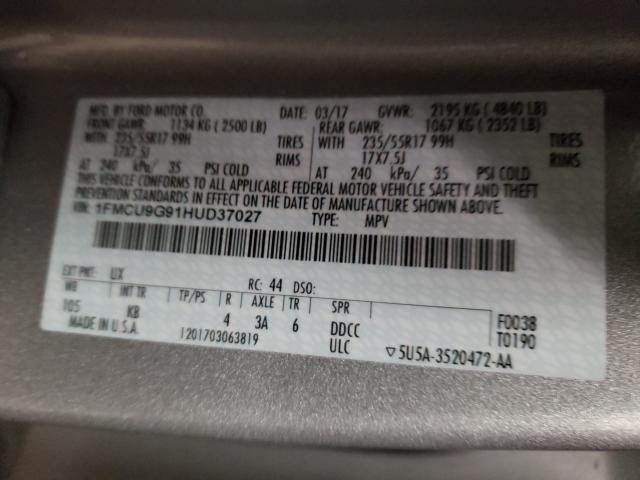 MFD. BY FORD MOTOR CO.
DATE: 03/17 GVWR: 2195 KG ( 4840 LB)
FRONT GAWR: 1134 KG ( 2500 LB)
REAR GAWR: 1067 KG ( 2352 LB)
WITH 235/55R17 99H TIRES
WITH 235/55R17 99H TIRES
17X7.5J RIMS
17X7.5J RIMS
AT 240 kPa/ 35 PSI COLD
AT 240 kPa/ 35 PSI COLD
THIS VEHICLE CONFORMS TO ALL APPLICABLE FEDERAL MOTOR VEHICLE SAFETY AND THEFT
PREVENTION STANDARDS IN EFFECT ON THE DATE OF MANUFACTURE SHOWN ABOVE.
VIN: 1FMCU9G91HUD37027 TYPE: MPV
EXT PNT: UX RC: 44 DSO:
WB INT TR TP/PS R AXLE TR SPR
105 KB 4 3A 6 DDCC
F0038
MADE IN U.S.A. 1201703063819 ULC
T0190
▽5U5A-3520472-AA